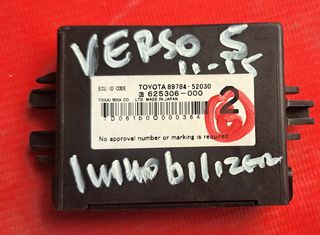 VERSO S
11-15
ECU ID CODE TOYOTA 89784-52030
625306-000
TOKAI RIKA CO., LTD. MADE IN JAPAN
2
No approval number or marking is required
Immobilizer